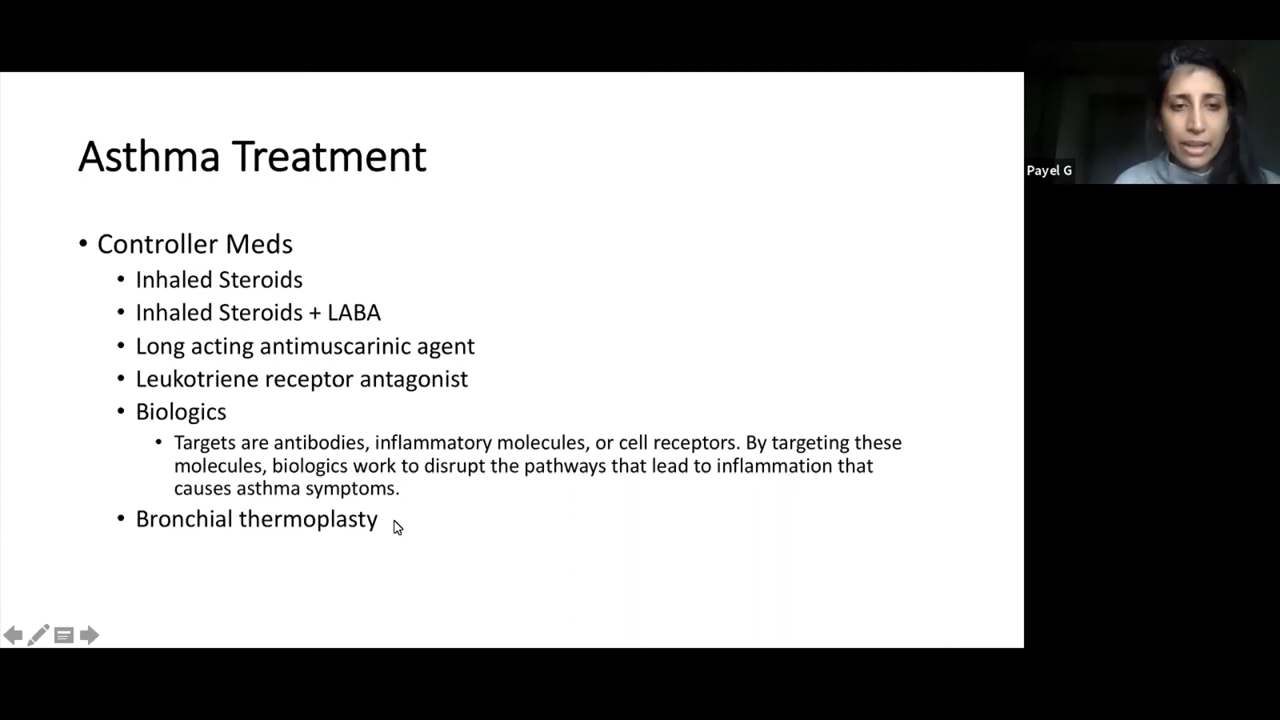 Asthma Treatment
• Controller Meds
• Inhaled Steroids
• Inhaled Steroids + LABA
• Long acting antimuscarinic agent
• Leukotriene receptor antagonist
• Biologics
• Targets are antibodies, inflammatory molecules, or cell receptors. By targeting these
molecules, biologics work to disrupt the pathways that lead to inflammation that
causes asthma symptoms.
• Bronchial thermoplasty
Payel G